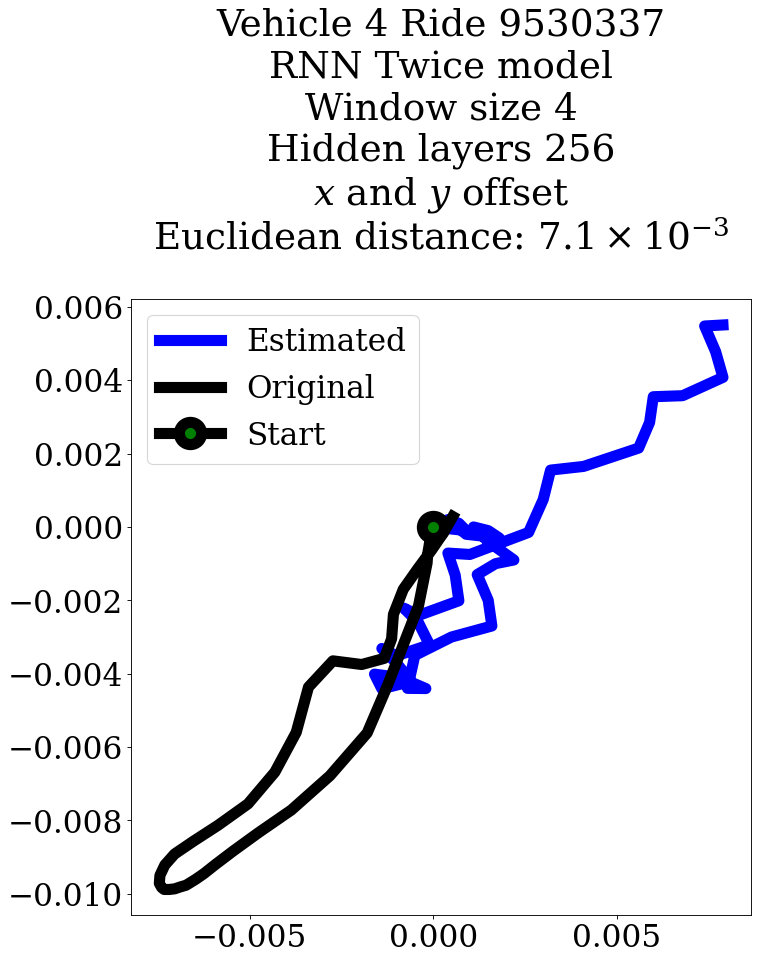 Vehicle 4 Ride 9530337
RNN Twice model
Window size 4
Hidden layers 256
x and y offset
Euclidean distance: 7.1 × 10⁻³
0.006
0.004
0.002
0.000
−0.002
−0.004
−0.006
−0.008
−0.010
Estimated
Original
Start
−0.005 0.000 0.005